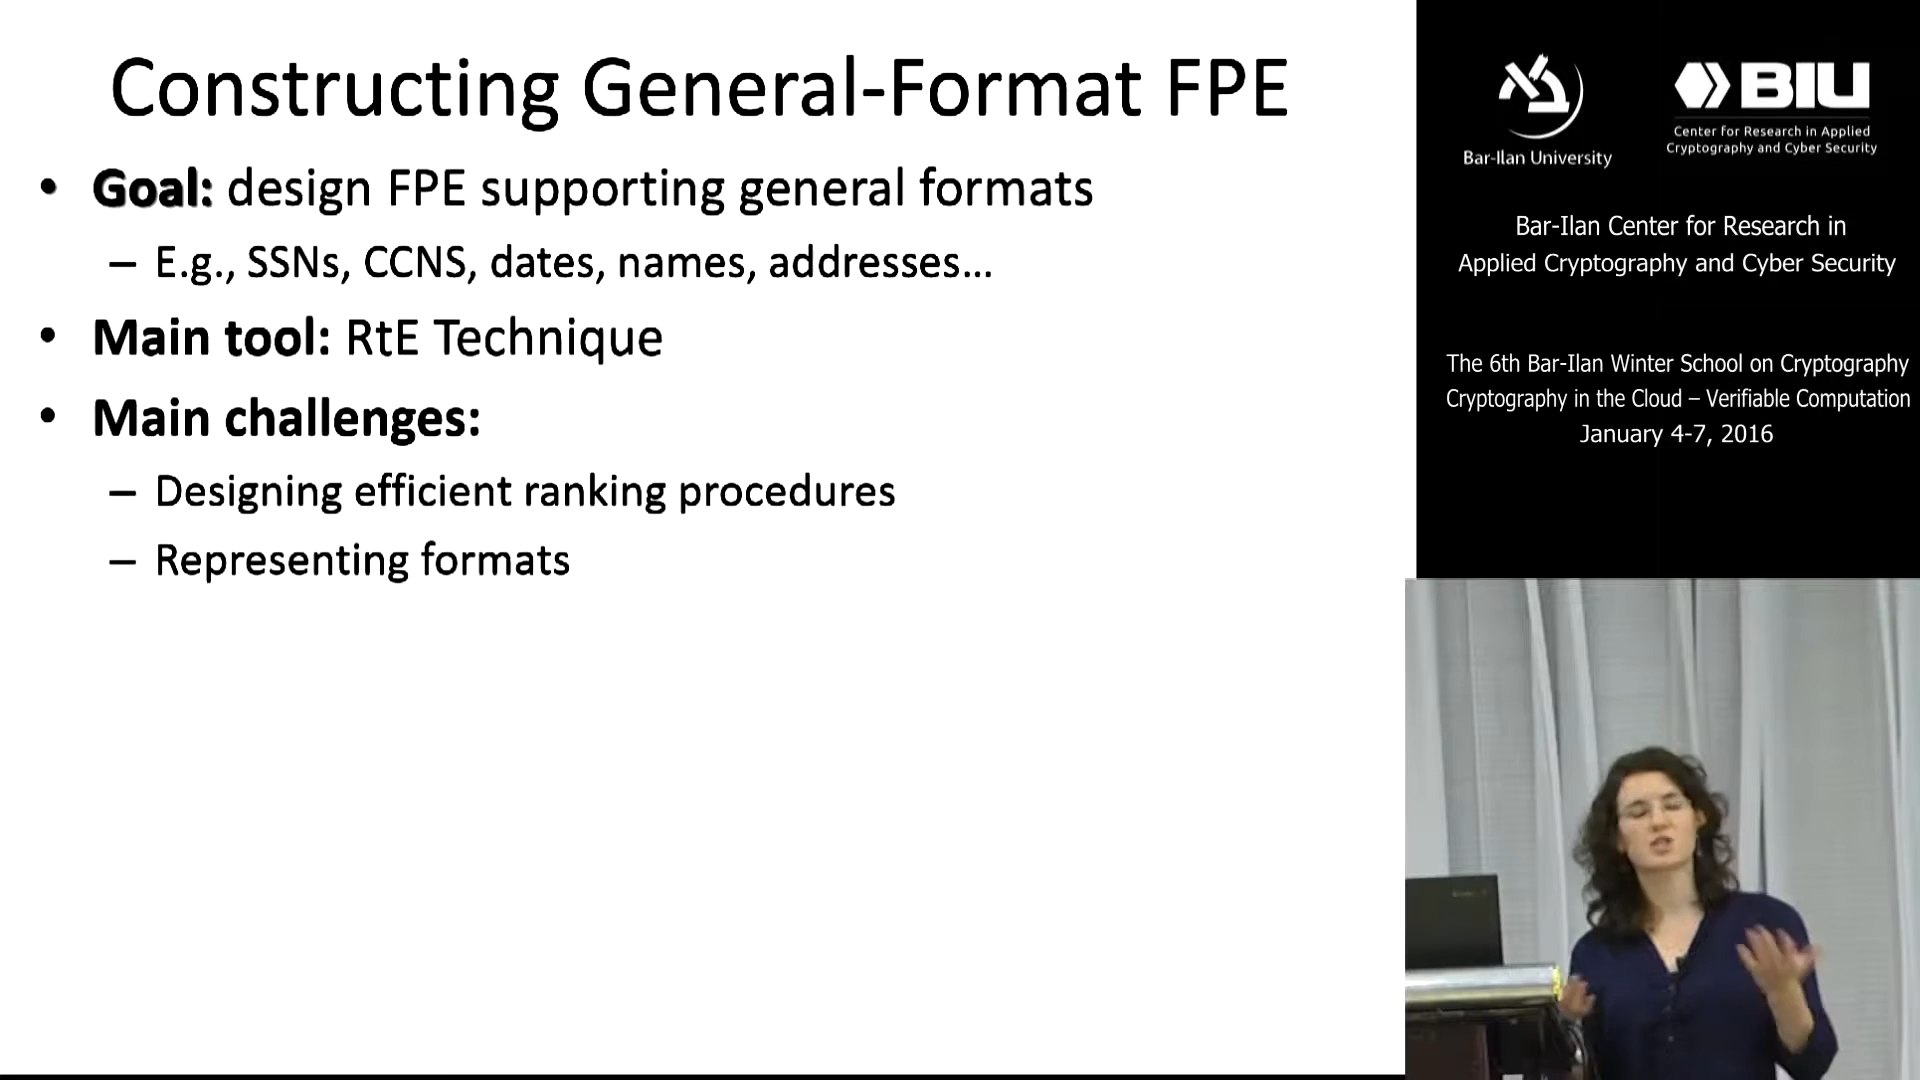 Constructing General-Format FPE
• Goal: design FPE supporting general formats
– E.g., SSNs, CCNS, dates, names, addresses...
• Main tool: RtE Technique
• Main challenges:
– Designing efficient ranking procedures
– Representing formats
Bar-Ilan University
BIU
Center for Research in Applied
Cryptography and Cyber Security
Bar-Ilan Center for Research in
Applied Cryptography and Cyber Security
The 6th Bar-Ilan Winter School on Cryptography
Cryptography in the Cloud – Verifiable Computation
January 4-7, 2016